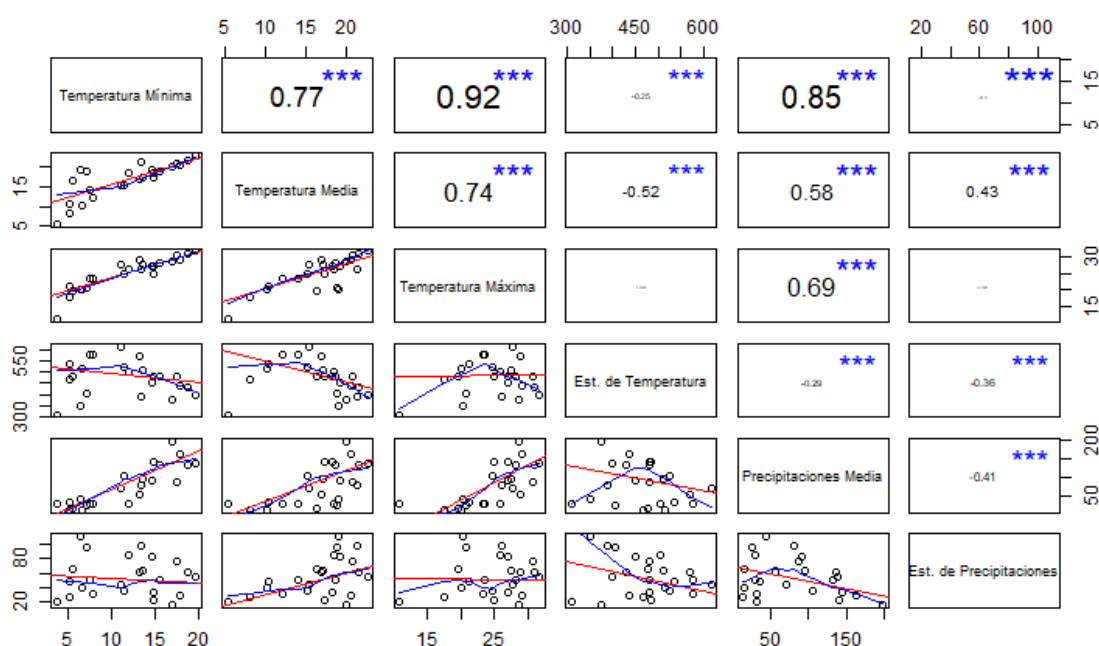 5 10 15 20 300 450 600 20 60 100
Temperatura Mínima 0.77 *** 0.92 *** -0.25 *** 0.85 *** *** 5 15
5 15 Temperatura Media 0.74 *** -0.52 *** 0.58 *** 0.43 ***
Temperatura Máxima 0.69 *** 15 30
300 550 Est. de Temperatura -0.29 *** -0.36 ***
Precipitaciones Media -0.41 *** 50 200
20 80 Est. de Precipitaciones
5 10 15 20 15 25 50 150